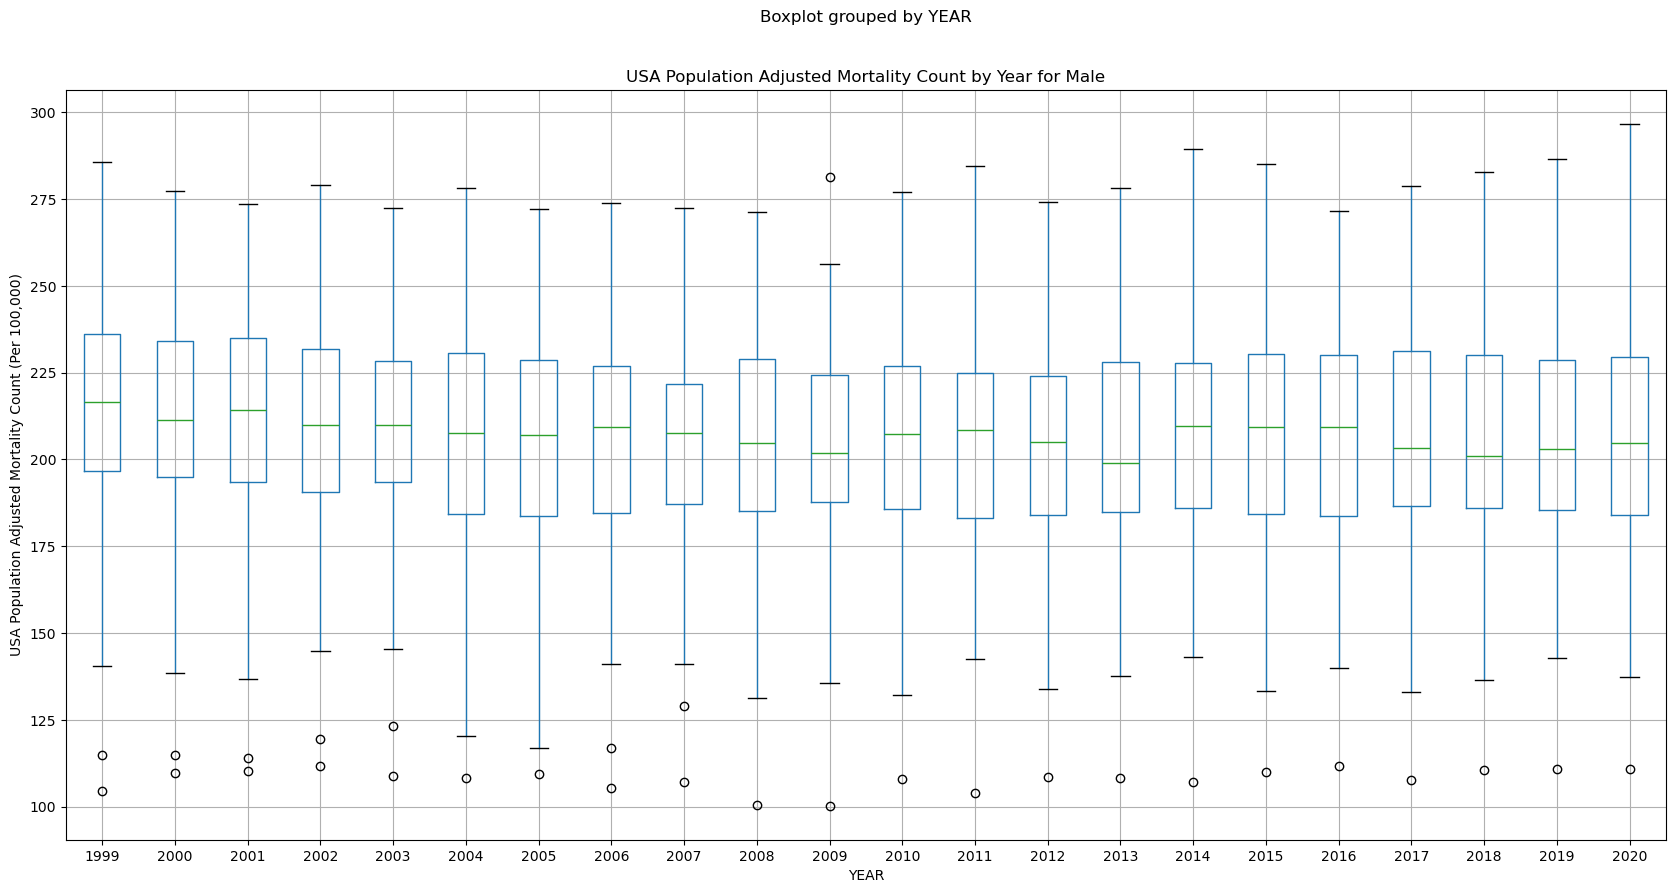 Boxplot grouped by YEAR
USA Population Adjusted Mortality Count by Year for Male
USA Population Adjusted Mortality Count (Per 100,000)
300
275
250
225
200
175
150
125
100
1999 2000 2001 2002 2003 2004 2005 2006 2007 2008 2009 2010 2011 2012 2013 2014 2015 2016 2017 2018 2019 2020
YEAR